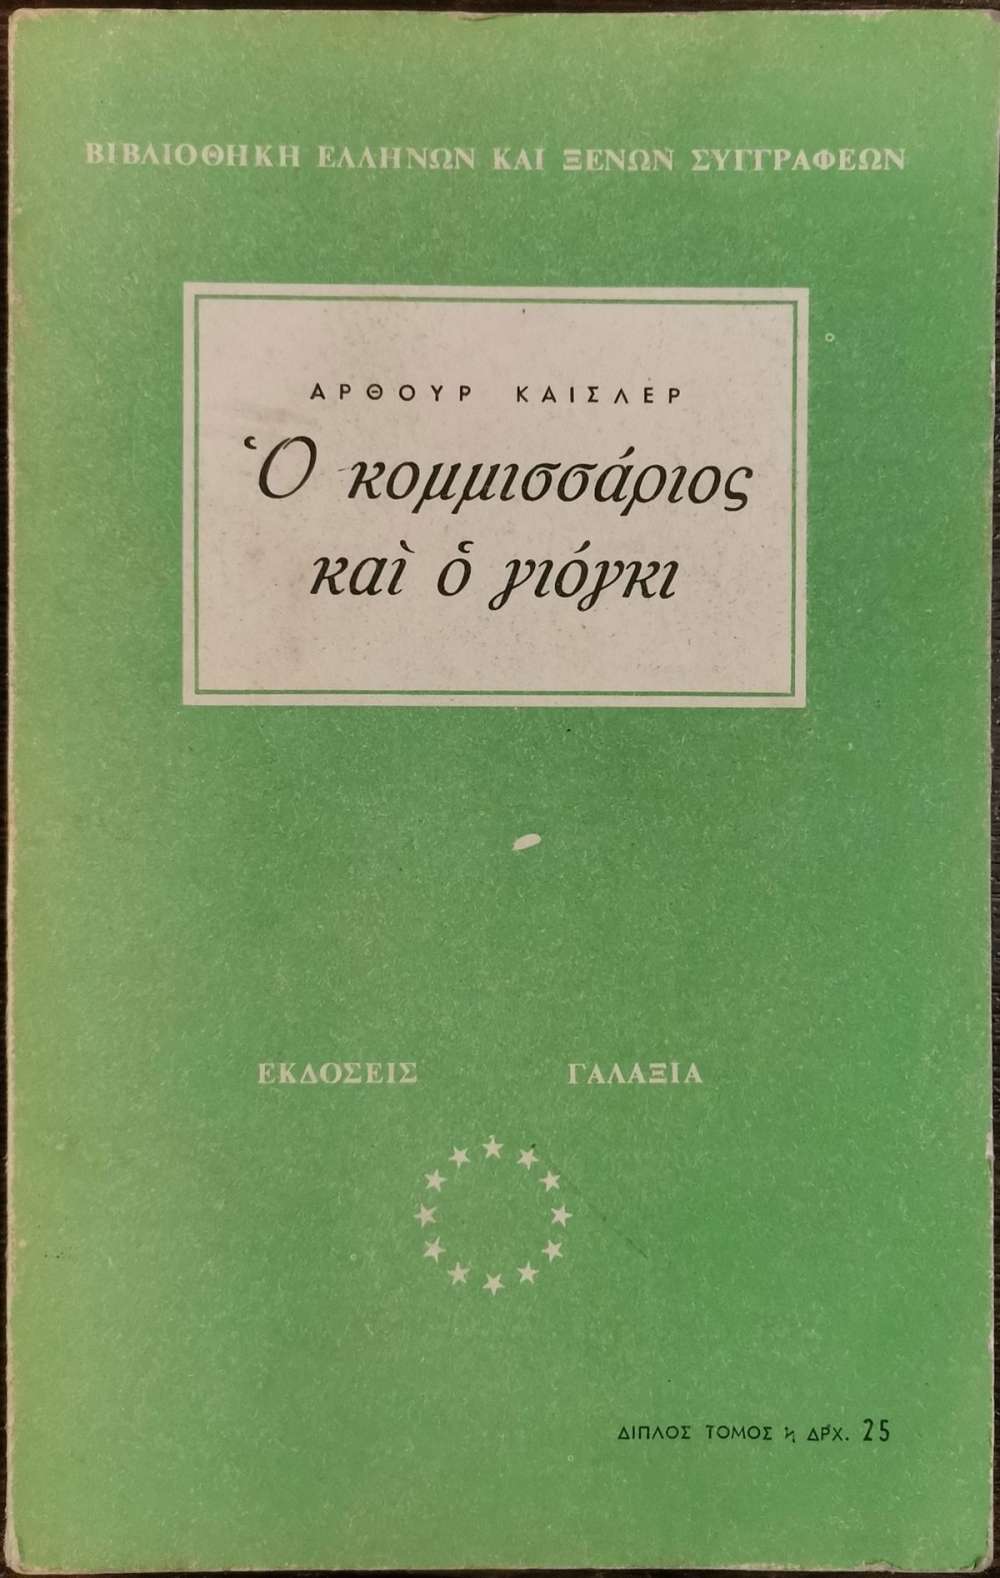 ΒΙΒΛΙΟΘΗΚΗ ΕΛΛΗΝΩΝ ΚΑΙ ΞΕΝΩΝ ΣΥΓΓΡΑΦΕΩΝ
ΑΡΘΟΥΡ ΚΑΙΣΛΕΡ
Ὁ κομμισσάριος
καὶ ὁ γιόγκι
ΕΚΔΟΣΕΙΣ ΓΑΛΑΞΙΑ
ΔΙΠΛΟΣ ΤΟΜΟΣ ΔΡΧ. 25